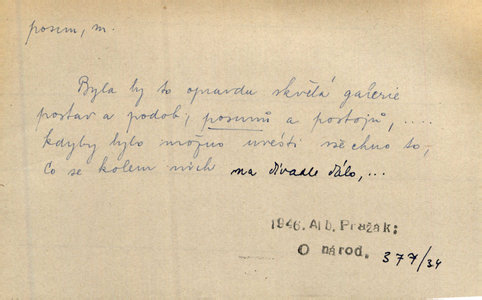 posun, m.
Byla by to opravdu skvělá galerie
postav a podob, posunů a postojů, ....
kdyby bylo možno uvésti všechno to,
co se kolem nich na divadle dálo,...
1946. Alb. Pražák:
O národ. 377/34